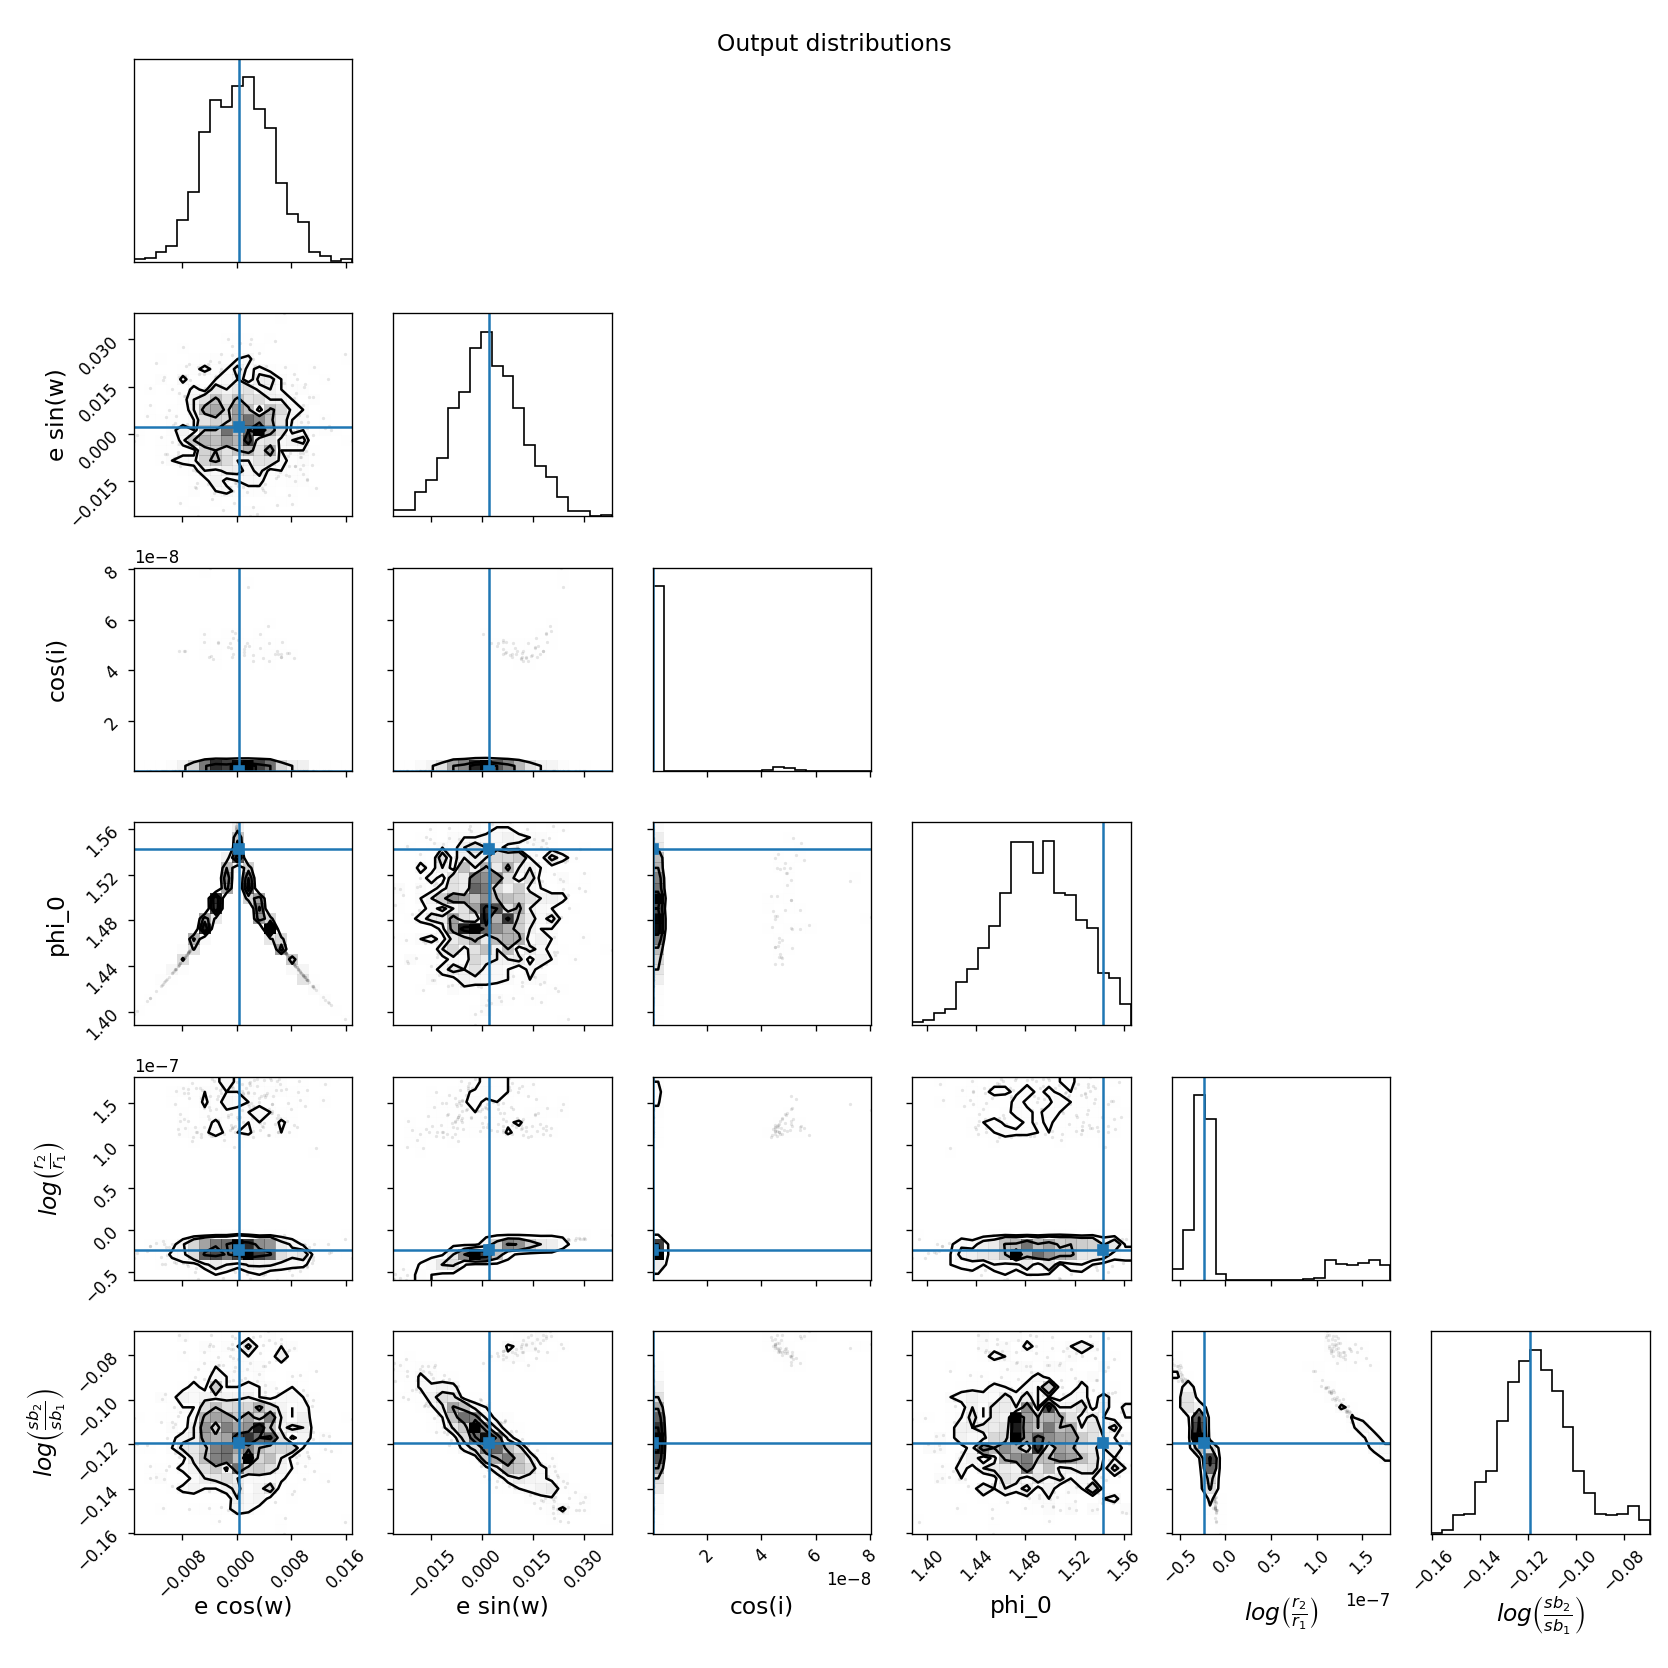 Output distributions
0.030
0.015
0.000
−0.015
e sin(w)
1e−8
8
6
4
2
cos(i)
1.56
1.52
1.48
1.44
1.40
phi_0
1e−7
1.5
1.0
0.5
0.0
−0.5
log(r2/r1)
−0.08
−0.10
−0.12
−0.14
−0.16
log(sb2/sb1)
−0.008 0.000 0.008 0.016
−0.015 0.000 0.015 0.030
2 4 6 8
1e−8
1.40 1.44 1.48 1.52 1.56
−0.5 0.0 0.5 1.0 1.5
1e−7
−0.16 −0.14 −0.12 −0.10 −0.08
e cos(w) e sin(w) cos(i) phi_0 log(r2/r1) log(sb2/sb1)